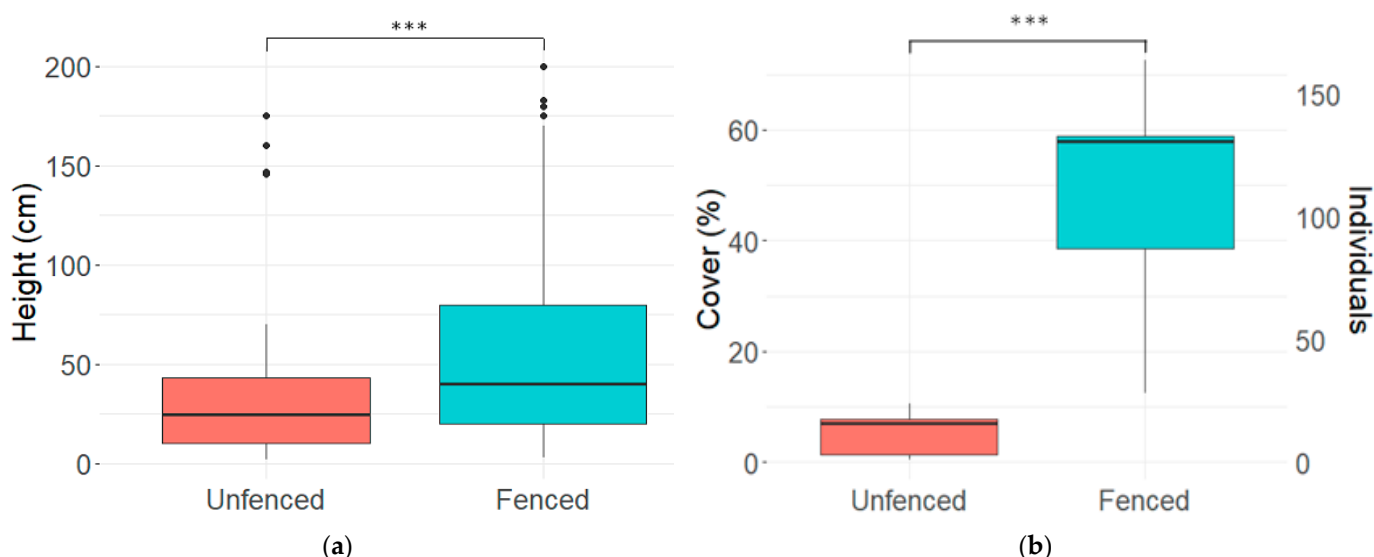 ***
200
150
100
50
0
Height (cm)
Unfenced
Fenced
(a)
***
60
40
20
0
Cover (%)
150
100
50
0
Individuals
Unfenced
Fenced
(b)